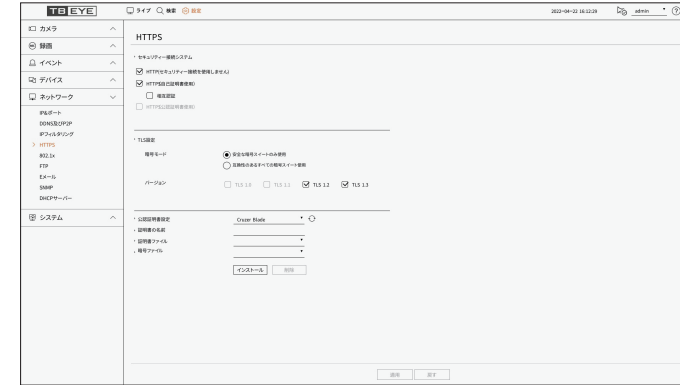 TB EYE
ライブ 検索 設定
2022-04-22 16:12:29 admin
カメラ
録画
イベント
デバイス
ネットワーク
IP&ポート
DDNS及びP2P
IPフィルタリング
HTTPS
802.1x
FTP
Eメール
SNMP
DHCPサーバー
システム
HTTPS
セキュリティー接続システム
HTTP(セキュリティー接続を使用しません)
HTTPS(自己証明書使用)
相互認証
HTTPS(公認証明書使用)
TLS設定
暗号モード 安全な暗号スイートのみ使用
互換性のあるすべての暗号スイート使用
バージョン TLS 1.0 TLS 1.1 TLS 1.2 TLS 1.3
公認証明書設定 Cruzer Blade
証明書の名前
証明書ファイル
暗号ファイル
インストール 削除
適用 戻す